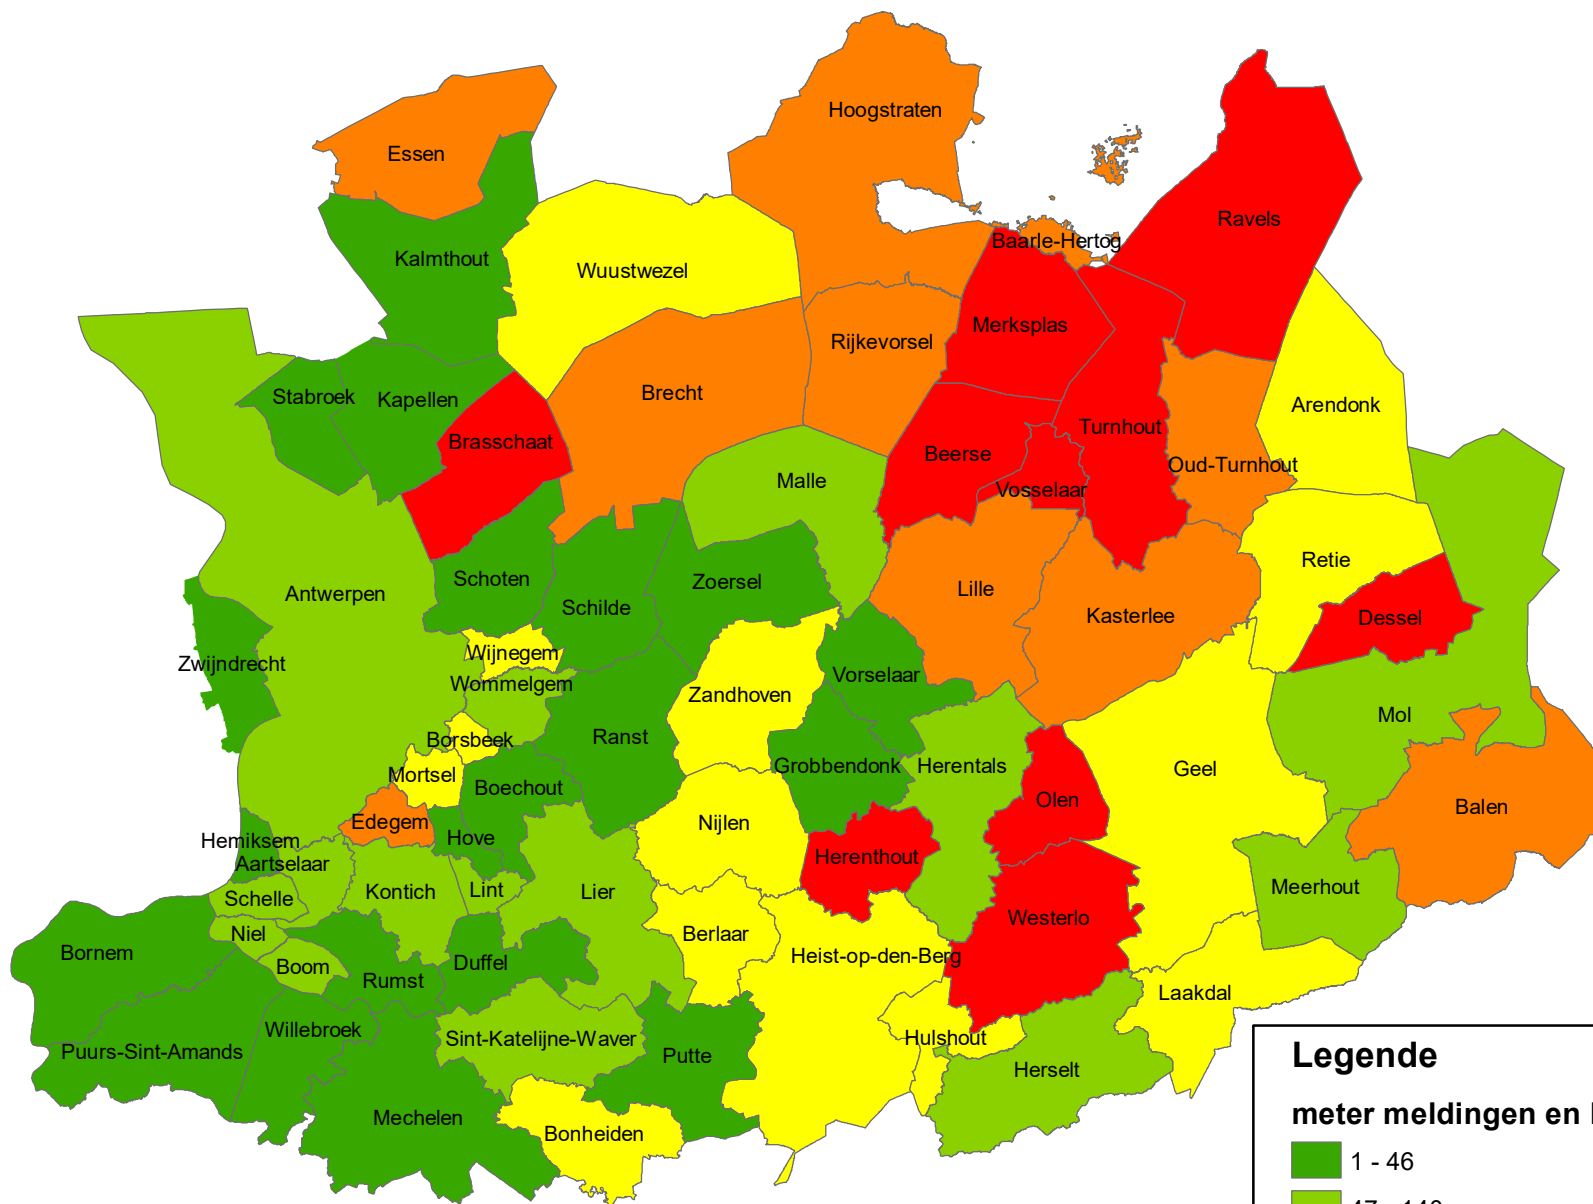 Hoogstraten
Essen
Ravels
Baarle-Hertog
Kalmthout
Wuustwezel
Merksplas
Rijkevorsel
Brecht
Stabroek
Kapellen
Arendonk
Turnhout
Brasschaat
Beerse
Oud-Turnhout
Malle
Vosselaar
Retie
Schoten
Zoersel
Lille
Antwerpen
Schilde
Kasterlee
Dessel
Wijnegem
Zwijndrecht
Vorselaar
Wommelgem
Zandhoven
Mol
Borsbeek
Ranst
Grobbendonk
Herentals
Geel
Mortsel
Boechout
Olen
Balen
Edegem
Nijlen
Hemiksem
Hove
Herenthout
Aartselaar
Kontich
Lint
Lier
Meerhout
Schelle
Westerlo
Niel
Berlaar
Bornem
Heist-op-den-Berg
Duffel
Boom
Rumst
Laakdal
Willebroek
Sint-Katelijne-Waver
Hulshout
Puurs-Sint-Amands
Putte
Herselt
Mechelen
Bonheiden
Legende
meter meldingen en
1 - 46